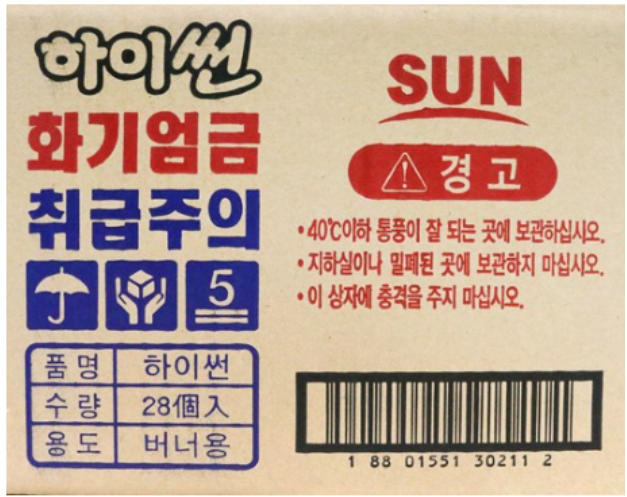 하이썬
화기엄금
취급주의
5
품명 하이썬
수량 28個入
용도 버너용
SUN
경고
•40℃이하 통풍이 잘 되는 곳에 보관하십시오.
•지하실이나 밀폐된 곳에 보관하지 마십시오.
•이 상자에 충격을 주지 마십시오.
1 88 01551 30211 2